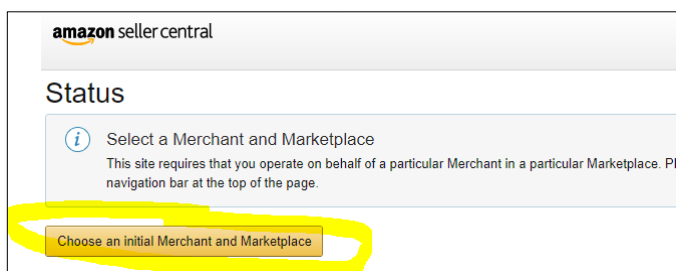 amazon seller central
Status
Select a Merchant and Marketplace
This site requires that you operate on behalf of a particular Merchant in a particular Marketplace.
navigation bar at the top of the page.
Choose an initial Merchant and Marketplace